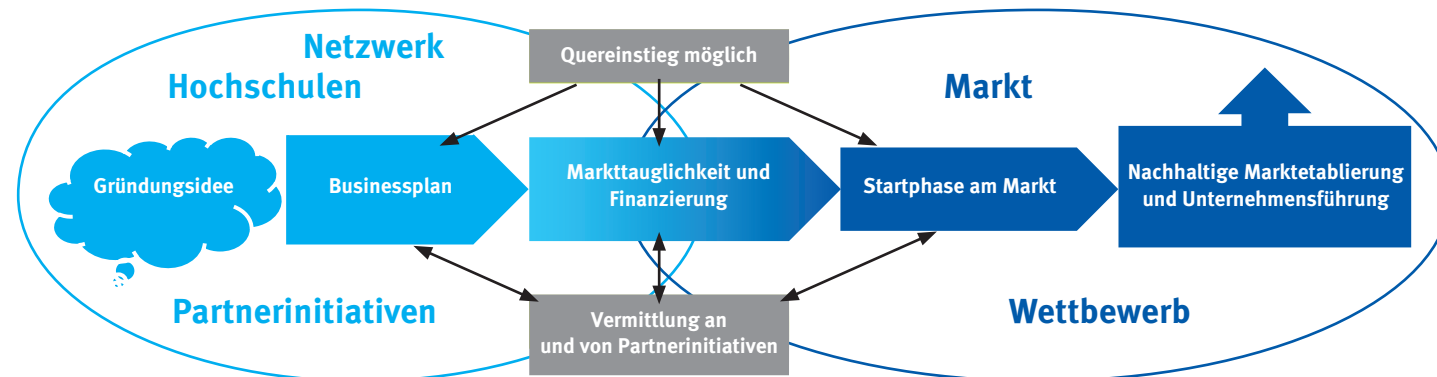 Netzwerk
Hochschulen
Quereinstieg möglich
Markt
Gründungsidee
Businessplan
Markttauglichkeit und
Finanzierung
Startphase am Markt
Nachhaltige Marktetablierung
und Unternehmensführung
Partnerinitiativen
Vermittlung an
und von Partnerinitiativen
Wettbewerb